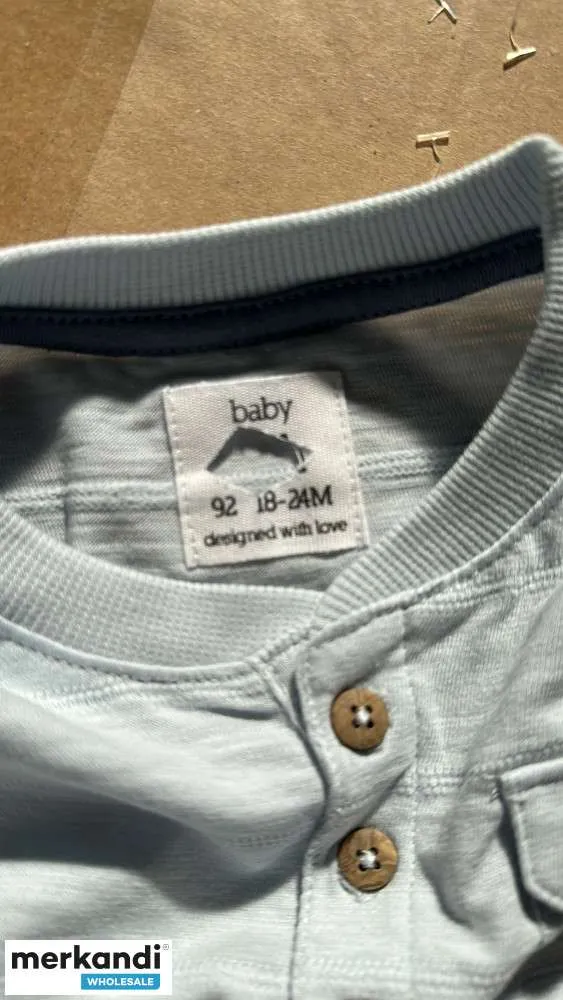 baby
92 18-24M
designed with love
merkandi®
WHOLESALE